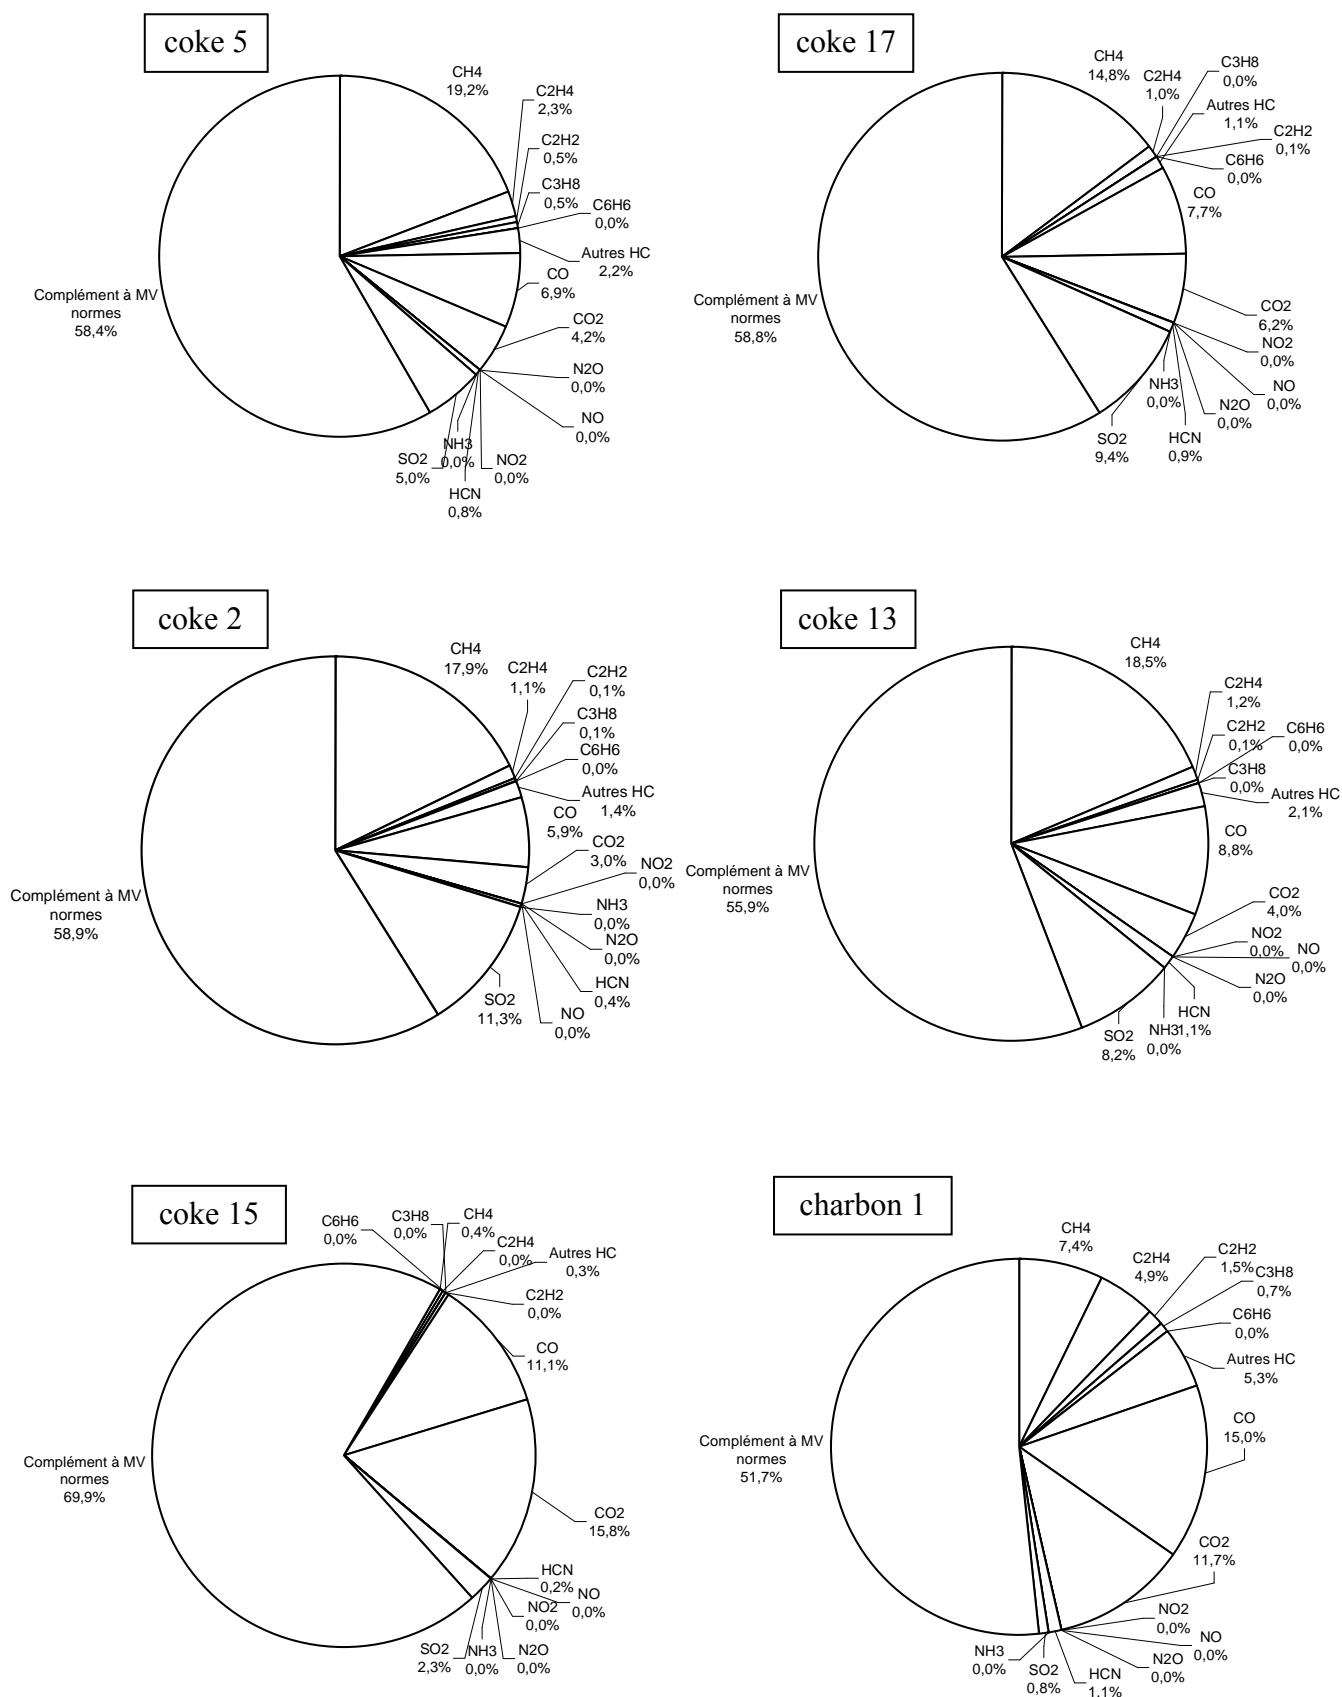 coke 5
CH4
19,2%
C2H4
2,3%
C2H2
0,5%
C3H8
0,5%
C6H6
0,0%
Autres HC
2,2%
CO
6,9%
CO2
4,2%
N2O
0,0%
NO
0,0%
NO2
0,0%
HCN
0,8%
NH3
0,0%
SO2
5,0%
Complément à MV
normes
58,4%
coke 17
CH4
14,8%
C2H4
1,0%
C3H8
0,0%
Autres HC
1,1%
C2H2
0,1%
C6H6
0,0%
CO
7,7%
CO2
6,2%
NO2
0,0%
NO
0,0%
N2O
0,0%
HCN
0,9%
NH3
0,0%
SO2
9,4%
Complément à MV
normes
58,8%
coke 2
CH4
17,9%
C2H4
1,1%
C2H2
0,1%
C3H8
0,1%
C6H6
0,0%
Autres HC
1,4%
CO
5,9%
CO2
3,0%
NO2
0,0%
NH3
0,0%
N2O
0,0%
HCN
0,4%
NO
0,0%
SO2
11,3%
Complément à MV
normes
58,9%
coke 13
CH4
18,5%
C2H4
1,2%
C2H2
0,1%
C6H6
0,0%
C3H8
0,0%
Autres HC
2,1%
CO
8,8%
CO2
4,0%
NO2
0,0%
NO
0,0%
N2O
0,0%
HCN
1,1%
NH3
0,0%
SO2
8,2%
Complément à MV
normes
55,9%
coke 15
C6H6
0,0%
C3H8
0,0%
CH4
0,4%
C2H4
0,0%
Autres HC
0,3%
C2H2
0,0%
CO
11,1%
CO2
15,8%
HCN
0,2%
NO
0,0%
NO2
0,0%
N2O
0,0%
NH3
0,0%
SO2
2,3%
Complément à MV
normes
69,9%
charbon 1
CH4
7,4%
C2H4
4,9%
C2H2
1,5%
C3H8
0,7%
C6H6
0,0%
Autres HC
5,3%
CO
15,0%
CO2
11,7%
NO2
0,0%
NO
0,0%
N2O
0,0%
HCN
1,1%
SO2
0,8%
NH3
0,0%
Complément à MV
normes
51,7%